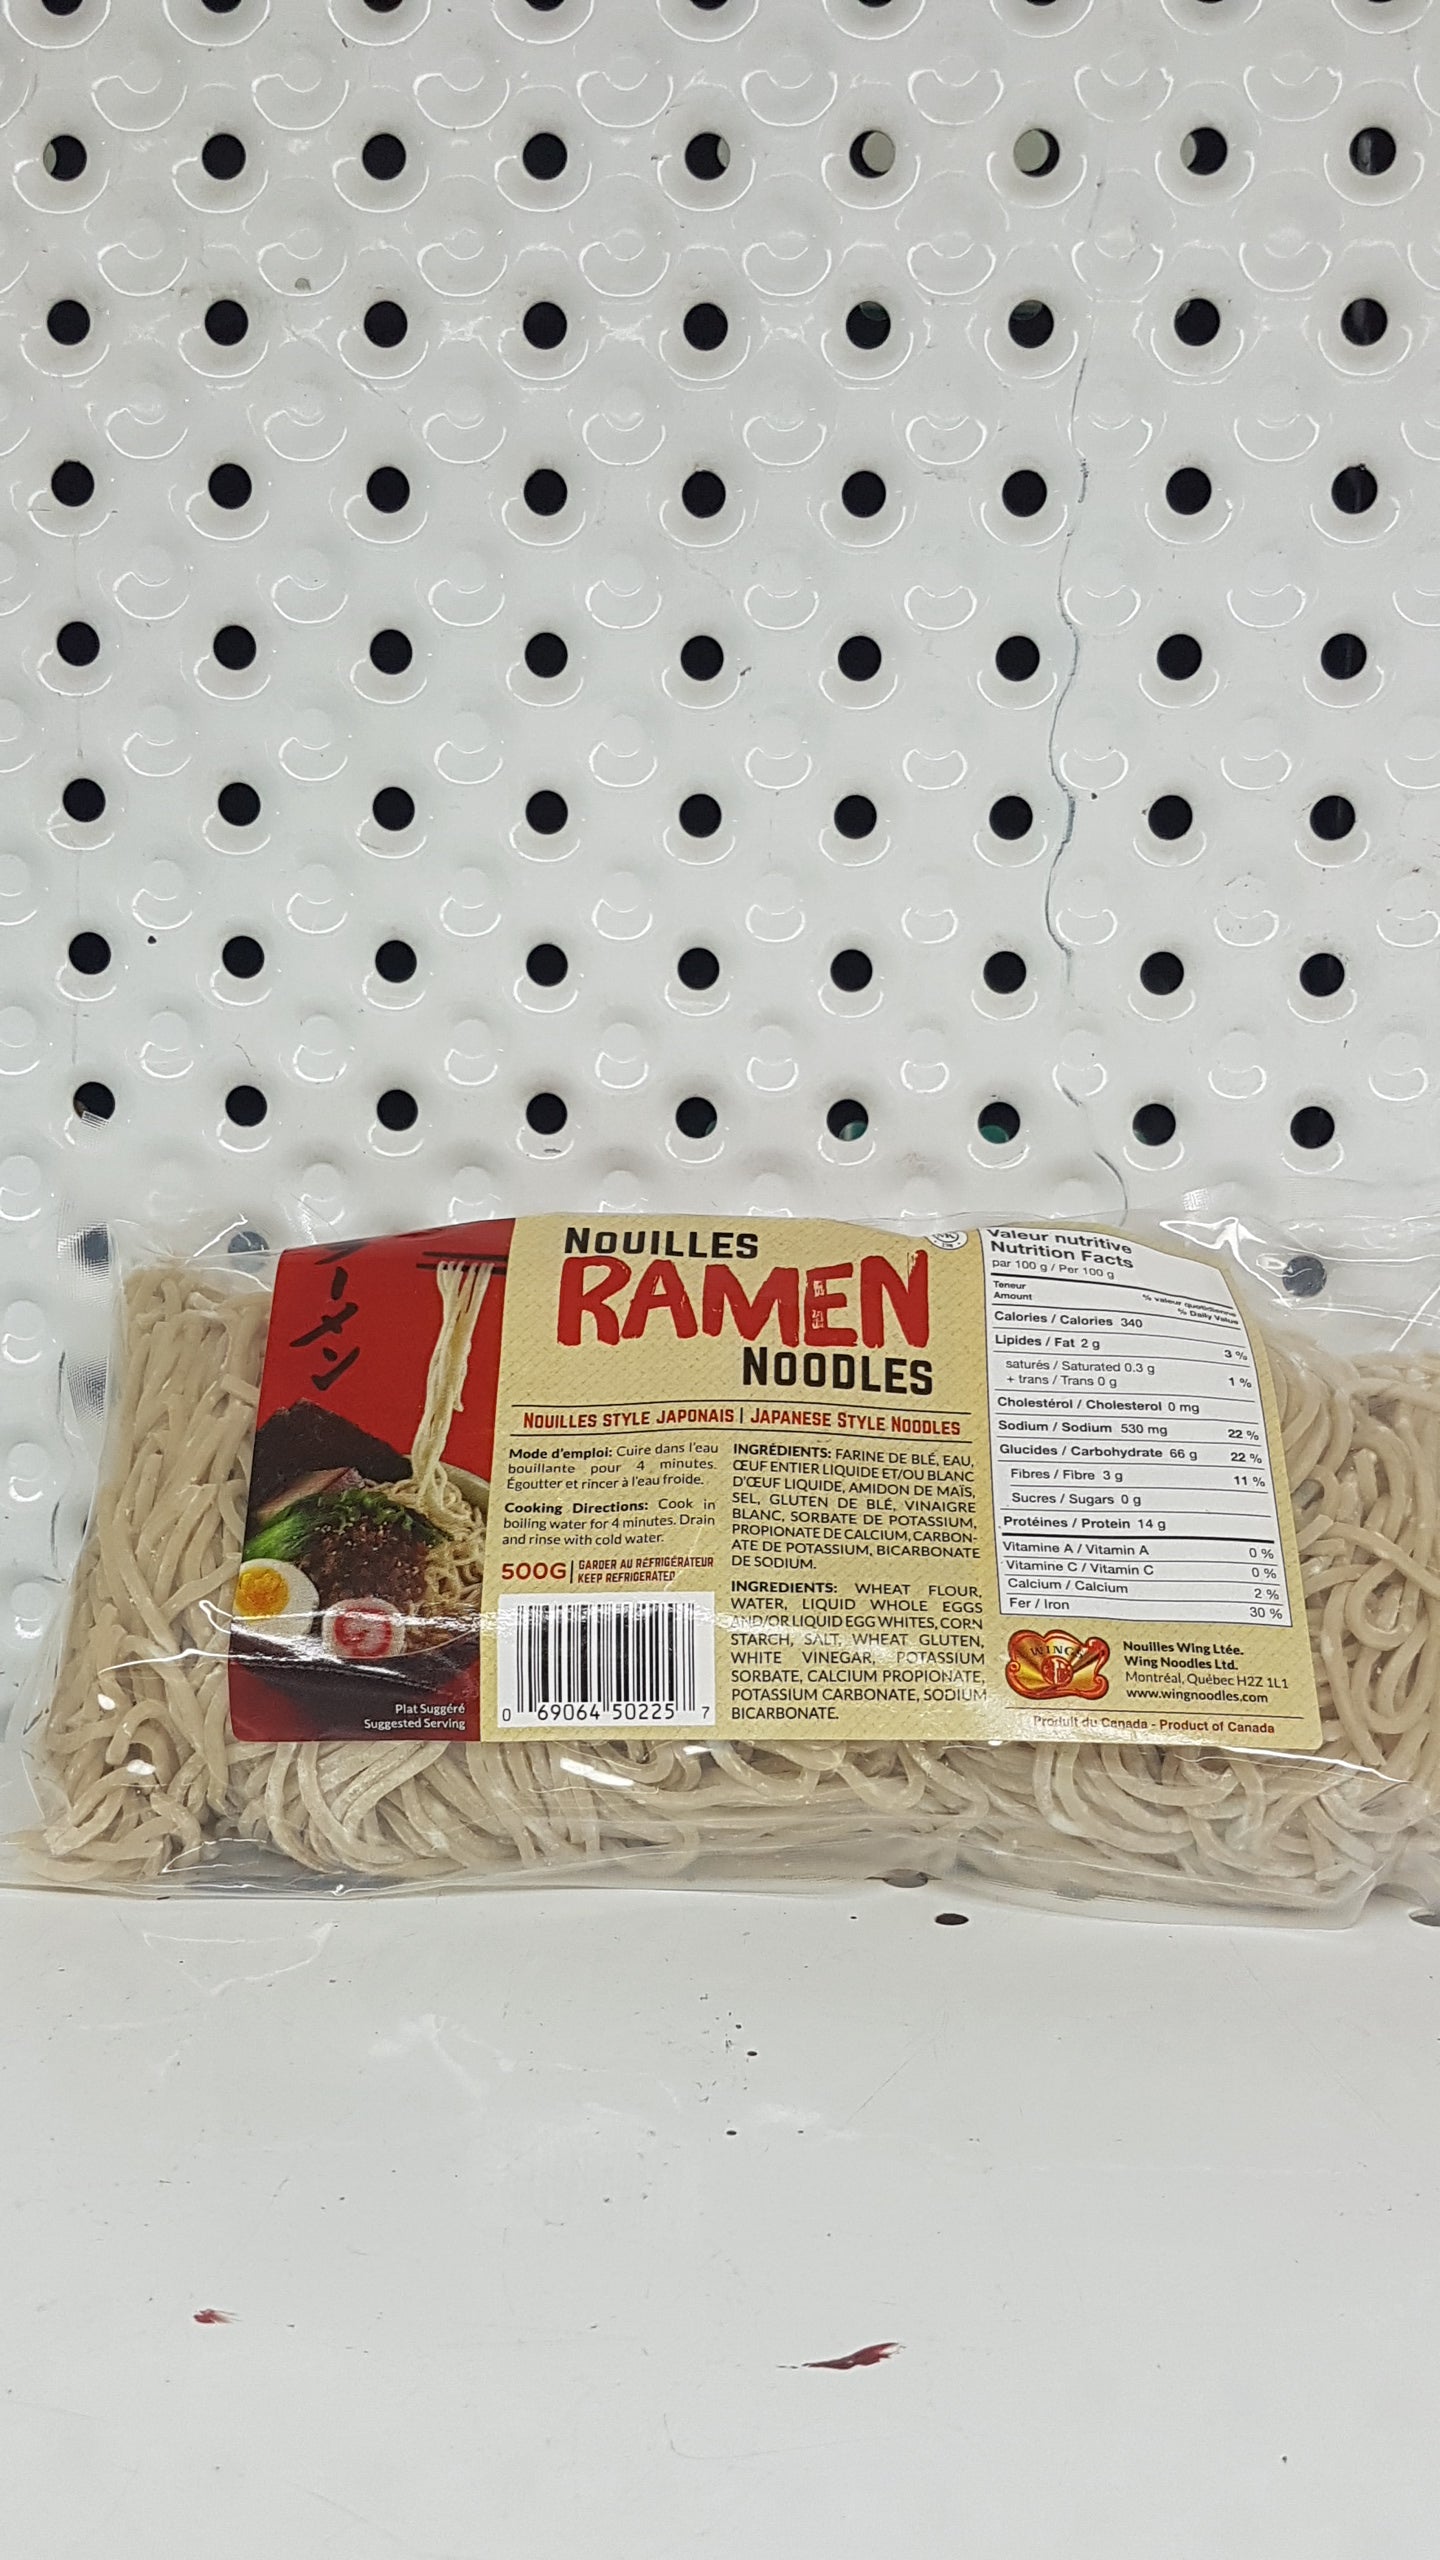 ラーメン
NOUILLES
RAMEN
NOODLES
NOUILLES STYLE JAPONAIS | JAPANESE STYLE NOODLES
Mode d'emploi: Cuire dans l'eau
bouillante pour 4 minutes.
Égoutter et rincer à l'eau froide.
Cooking Directions: Cook in
boiling water for 4 minutes. Drain
and rinse with cold water.
500G | GARDER AU RÉFRIGÉRATEUR
KEEP REFRIGERATED
0 69064 50225 7
Plat Suggéré
Suggested Serving
INGRÉDIENTS: FARINE DE BLÉ, EAU,
ŒUF ENTIER LIQUIDE ET/OU BLANC
D'ŒUF LIQUIDE, AMIDON DE MAÏS,
SEL, GLUTEN DE BLÉ, VINAIGRE
BLANC, SORBATE DE POTASSIUM,
PROPIONATE DE CALCIUM, CARBON-
ATE DE POTASSIUM, BICARBONATE
DE SODIUM.
INGREDIENTS: WHEAT FLOUR,
WATER, LIQUID WHOLE EGGS
AND/OR LIQUID EGG WHITES, CORN
STARCH, SALT, WHEAT GLUTEN,
WHITE VINEGAR, POTASSIUM
SORBATE, CALCIUM PROPIONATE,
POTASSIUM CARBONATE, SODIUM
BICARBONATE.
Valeur nutritive
Nutrition Facts
par 100 g / Per 100 g
Teneur % valeur quotidienne
Amount % Daily Value
Calories / Calories 340
Lipides / Fat 2 g 3 %
saturés / Saturated 0.3 g
+ trans / Trans 0 g 1 %
Cholestérol / Cholesterol 0 mg
Sodium / Sodium 530 mg 22 %
Glucides / Carbohydrate 66 g 22 %
Fibres / Fibre 3 g 11 %
Sucres / Sugars 0 g
Protéines / Protein 14 g
Vitamine A / Vitamin A 0 %
Vitamine C / Vitamin C 0 %
Calcium / Calcium 2 %
Fer / Iron 30 %
WING
Nouilles Wing Ltée.
Wing Noodles Ltd.
Montréal, Québec H2Z 1L1
www.wingnoodles.com
Produit du Canada - Product of Canada